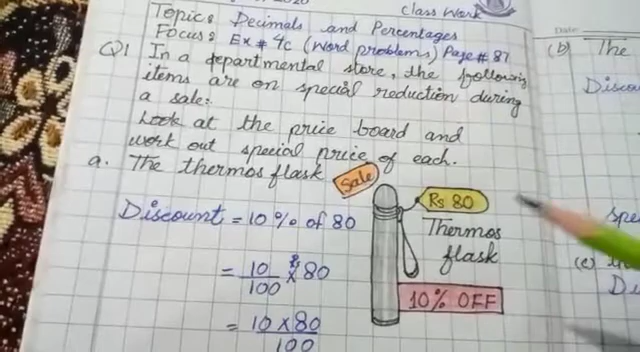 Class Work
Topic: Decimals and Percentages
Focus: Ex # 4c (Word problems) Page # 87
Q1 In a departmental store, the following
items are on special reduction during
a sale:
Look at the price board and
work out special price of each.
a. The thermos flask
Sale
Rs 80
Thermos
flask
10% OFF
Discount = 10% of 80
= 10/100 × 80
= 10 × 80 / 100
Date:
(b) The
(c)